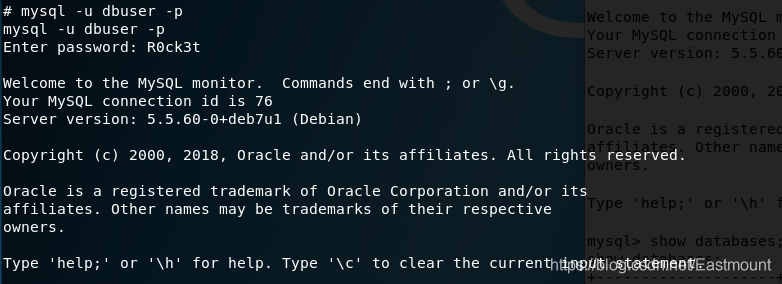 # mysql -u dbuser -p
mysql -u dbuser -p
Enter password: R0ck3t
Welcome to the MySQL monitor.  Commands end with ; or \g.
Your MySQL connection id is 76
Server version: 5.5.60-0+deb7u1 (Debian)
Copyright (c) 2000, 2018, Oracle and/or its affiliates. All rights reserved.
Oracle is a registered trademark of Oracle Corporation and/or its
affiliates. Other names may be trademarks of their respective
owners.
Type 'help;' or '\h' for help. Type '\c' to clear the current input statement.
Welcome to the MySQL m
Your MySQL connection
Server version: 5.5.60
Copyright (c) 2000, 20
Oracle is a registered
affiliates. Other name
owners.
Type 'help;' or '\h' f
mysql> show databases;
show databases;
https://blog.csdn.net/Eastmount